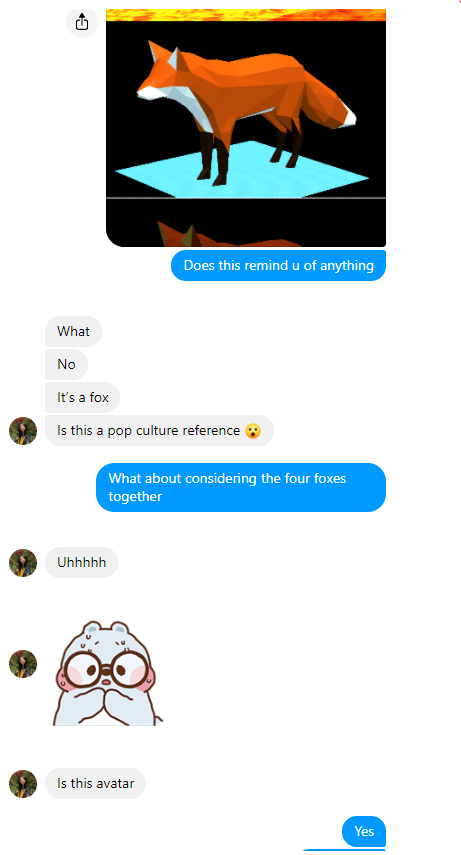 Does this remind u of anything
What
No
It's a fox
Is this a pop culture reference 😮
What about considering the four foxes
together
Uhhhhh
Is this avatar
Yes